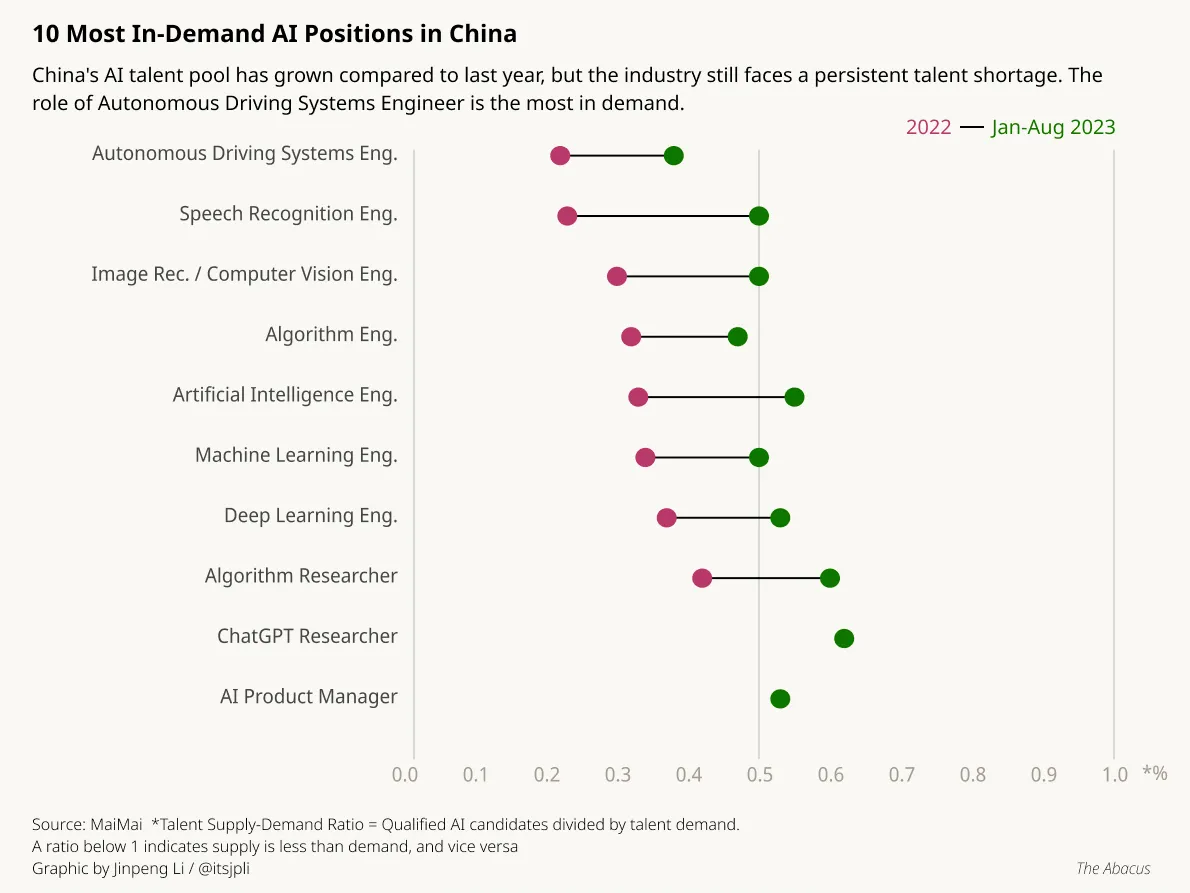 10 Most In-Demand AI Positions in China
China's AI talent pool has grown compared to last year, but the industry still faces a persistent talent shortage. The
role of Autonomous Driving Systems Engineer is the most in demand.
2022 — Jan-Aug 2023
Autonomous Driving Systems Eng.
Speech Recognition Eng.
Image Rec. / Computer Vision Eng.
Algorithm Eng.
Artificial Intelligence Eng.
Machine Learning Eng.
Deep Learning Eng.
Algorithm Researcher
ChatGPT Researcher
AI Product Manager
0.0 0.1 0.2 0.3 0.4 0.5 0.6 0.7 0.8 0.9 1.0 *%
Source: MaiMai *Talent Supply-Demand Ratio = Qualified AI candidates divided by talent demand.
A ratio below 1 indicates supply is less than demand, and vice versa
Graphic by Jinpeng Li / @itsjpli
The Abacus